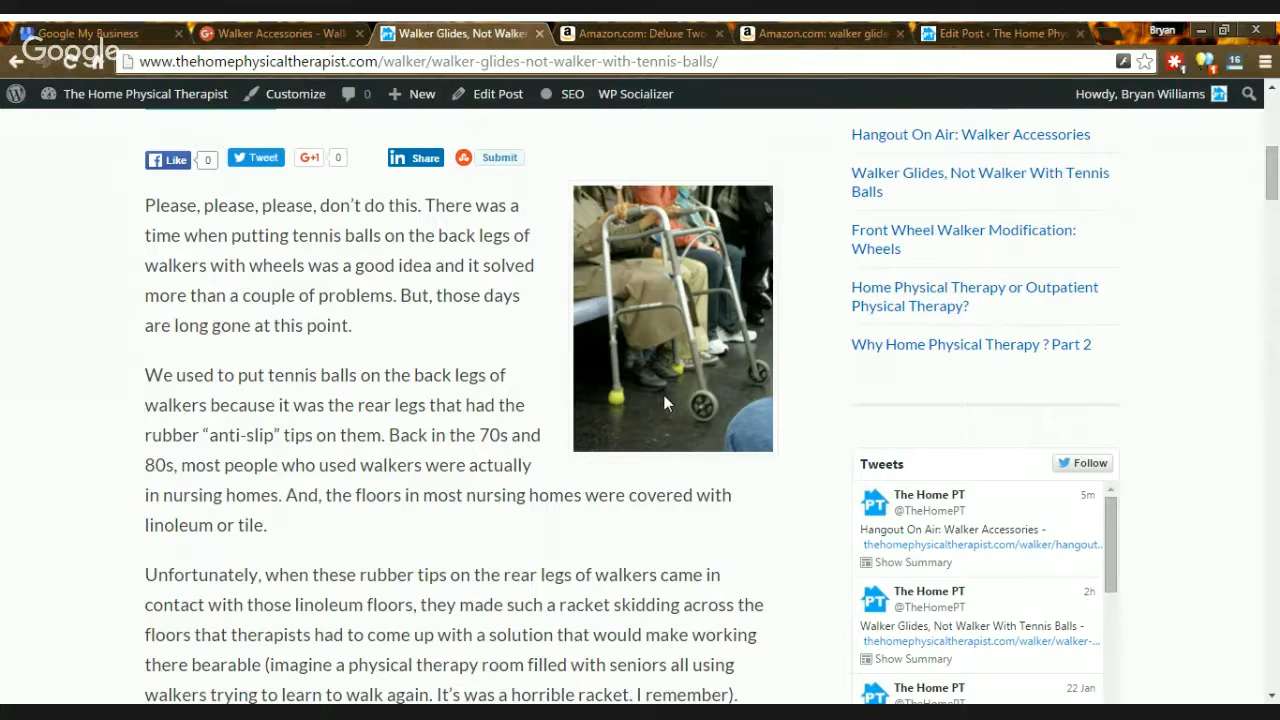 Google My Business
Walker Accessories - Wall
Walker Glides, Not Walke
Amazon.com: Deluxe Two
Amazon.com: walker glid
Edit Post ‹ The Home Phy
Bryan
Google
www.thehomephysicaltherapist.com/walker/walker-glides-not-walker-with-tennis-balls/
16
The Home Physical Therapist
Customize
0
New
Edit Post
SEO
WP Socializer
Howdy, Bryan Williams
Like
0
Tweet
G+1
0
in Share
Submit
Please, please, please, don’t do this. There was a
time when putting tennis balls on the back legs of
walkers with wheels was a good idea and it solved
more than a couple of problems. But, those days
are long gone at this point.
We used to put tennis balls on the back legs of
walkers because it was the rear legs that had the
rubber “anti-slip” tips on them. Back in the 70s and
80s, most people who used walkers were actually
in nursing homes. And, the floors in most nursing homes were covered with
linoleum or tile.
Unfortunately, when these rubber tips on the rear legs of walkers came in
contact with those linoleum floors, they made such a racket skidding across the
floors that therapists had to come up with a solution that would make working
there bearable (imagine a physical therapy room filled with seniors all using
walkers trying to learn to walk again. It’s was a horrible racket. I remember).
Hangout On Air: Walker Accessories
Walker Glides, Not Walker With Tennis
Balls
Front Wheel Walker Modification:
Wheels
Home Physical Therapy or Outpatient
Physical Therapy?
Why Home Physical Therapy ? Part 2
Tweets
Follow
The Home PT
5m
@TheHomePT
Hangout On Air: Walker Accessories -
thehomephysicaltherapist.com/walker/hangout...
Show Summary
The Home PT
2h
@TheHomePT
Walker Glides, Not Walker With Tennis Balls -
thehomephysicaltherapist.com/walker/walker-...
Show Summary
The Home PT
22 Jan
PT
PT
PT